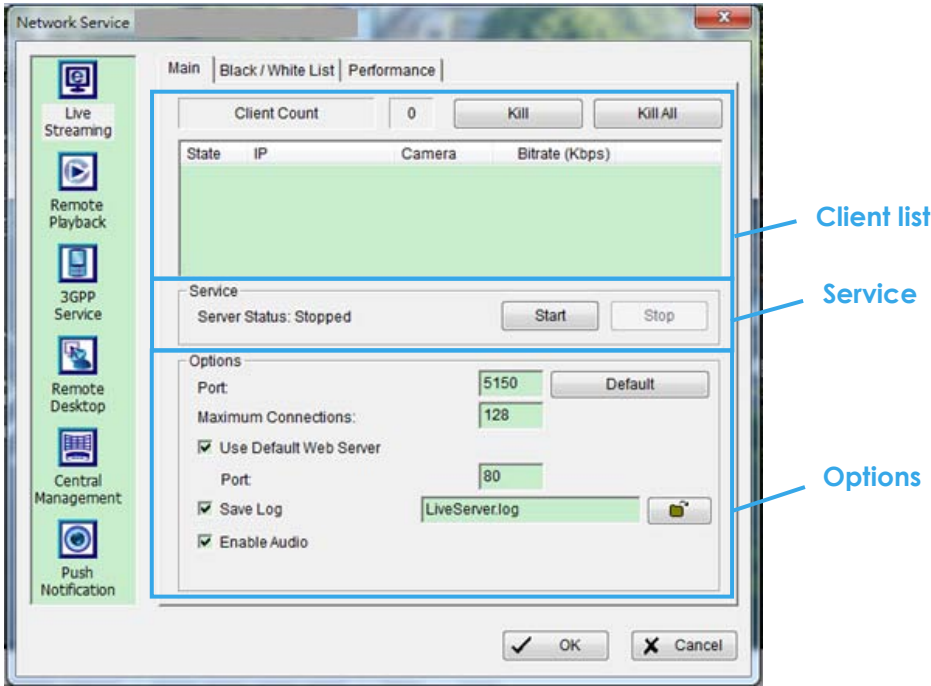 Network Service
Live
Streaming
Remote
Playback
3GPP
Service
Remote
Desktop
Central
Management
Push
Notification
Main Black / White List Performance
Client Count 0 Kill Kill All
State IP Camera Bitrate (Kbps)
Client list
Service
Server Status: Stopped Start Stop
Service
Options
Port: 5150 Default
Maximum Connections: 128
Use Default Web Server
Port: 80
Options
Save Log LiveServer.log
Enable Audio
OK Cancel